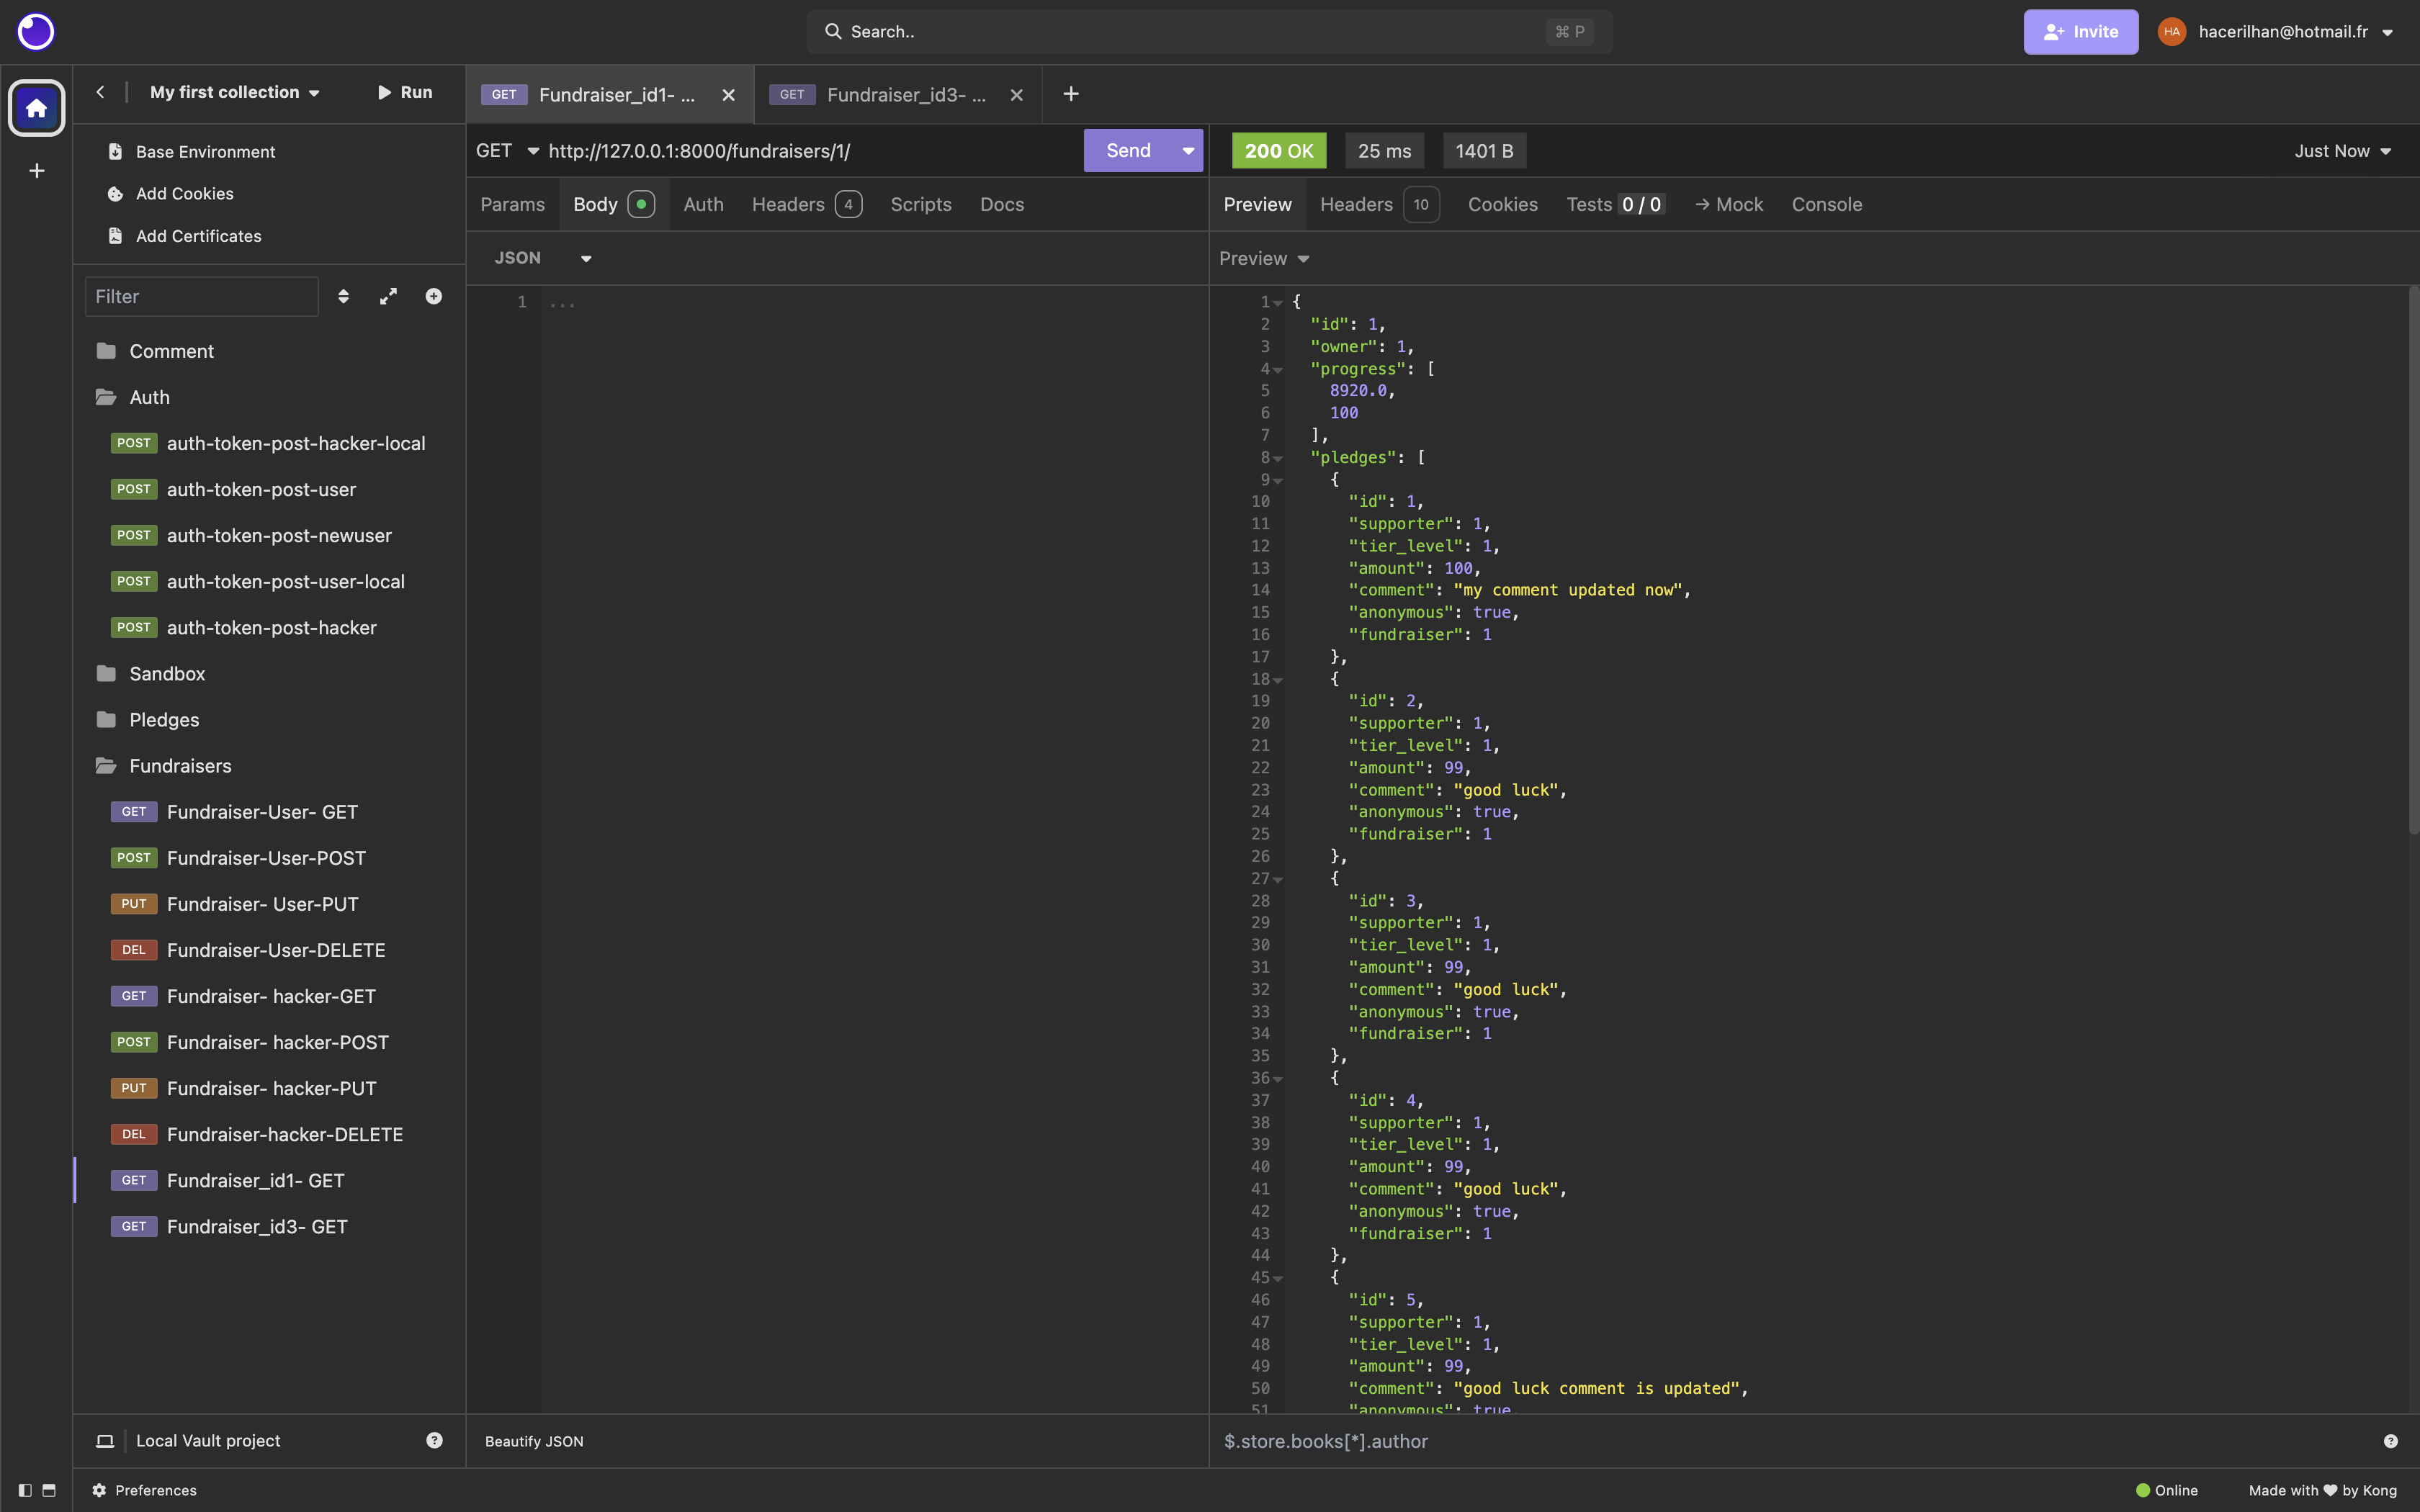 Search..
⌘ P
Invite
HA
hacerilhan@hotmail.fr
My first collection
Run
GET Fundraiser_id1- ...
GET Fundraiser_id3- ...
Base Environment
Add Cookies
Add Certificates
Filter
Comment
Auth
POST auth-token-post-hacker-local
POST auth-token-post-user
POST auth-token-post-newuser
POST auth-token-post-user-local
POST auth-token-post-hacker
Sandbox
Pledges
Fundraisers
GET Fundraiser-User- GET
POST Fundraiser-User-POST
PUT Fundraiser- User-PUT
DEL Fundraiser-User-DELETE
GET Fundraiser- hacker-GET
POST Fundraiser- hacker-POST
PUT Fundraiser- hacker-PUT
DEL Fundraiser-hacker-DELETE
GET Fundraiser_id1- GET
GET Fundraiser_id3- GET
Local Vault project
Preferences
GET http://127.0.0.1:8000/fundraisers/1/
Send
Params Body Auth Headers 4 Scripts Docs
JSON
1 ...
Beautify JSON
200 OK 25 ms 1401 B
Just Now
Preview Headers 10 Cookies Tests 0 / 0 → Mock Console
Preview
1 {
2 "id": 1,
3 "owner": 1,
4 "progress": [
5 8920.0,
6 100
7 ],
8 "pledges": [
9 {
10 "id": 1,
11 "supporter": 1,
12 "tier_level": 1,
13 "amount": 100,
14 "comment": "my comment updated now",
15 "anonymous": true,
16 "fundraiser": 1
17 },
18 {
19 "id": 2,
20 "supporter": 1,
21 "tier_level": 1,
22 "amount": 99,
23 "comment": "good luck",
24 "anonymous": true,
25 "fundraiser": 1
26 },
27 {
28 "id": 3,
29 "supporter": 1,
30 "tier_level": 1,
31 "amount": 99,
32 "comment": "good luck",
33 "anonymous": true,
34 "fundraiser": 1
35 },
36 {
37 "id": 4,
38 "supporter": 1,
39 "tier_level": 1,
40 "amount": 99,
41 "comment": "good luck",
42 "anonymous": true,
43 "fundraiser": 1
44 },
45 {
46 "id": 5,
47 "supporter": 1,
48 "tier_level": 1,
49 "amount": 99,
50 "comment": "good luck comment is updated",
51 "anonymous": true,
$.store.books[*].author
Online
Made with ♥ by Kong